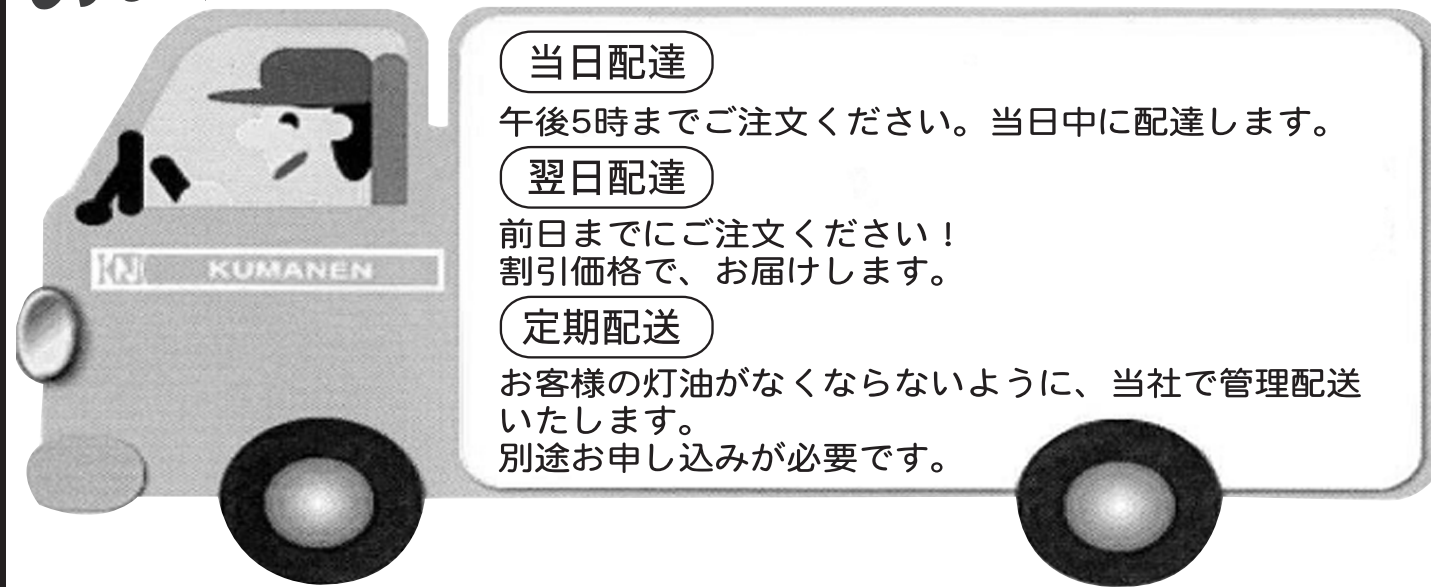 当日配達
午後5時までご注文ください。当日中に配達します。
翌日配達
前日までにご注文ください！
割引価格で、お届けします。
定期配送
お客様の灯油がなくならないように、当社で管理配送
いたします。
別途お申し込みが必要です。
KN KUMANEN